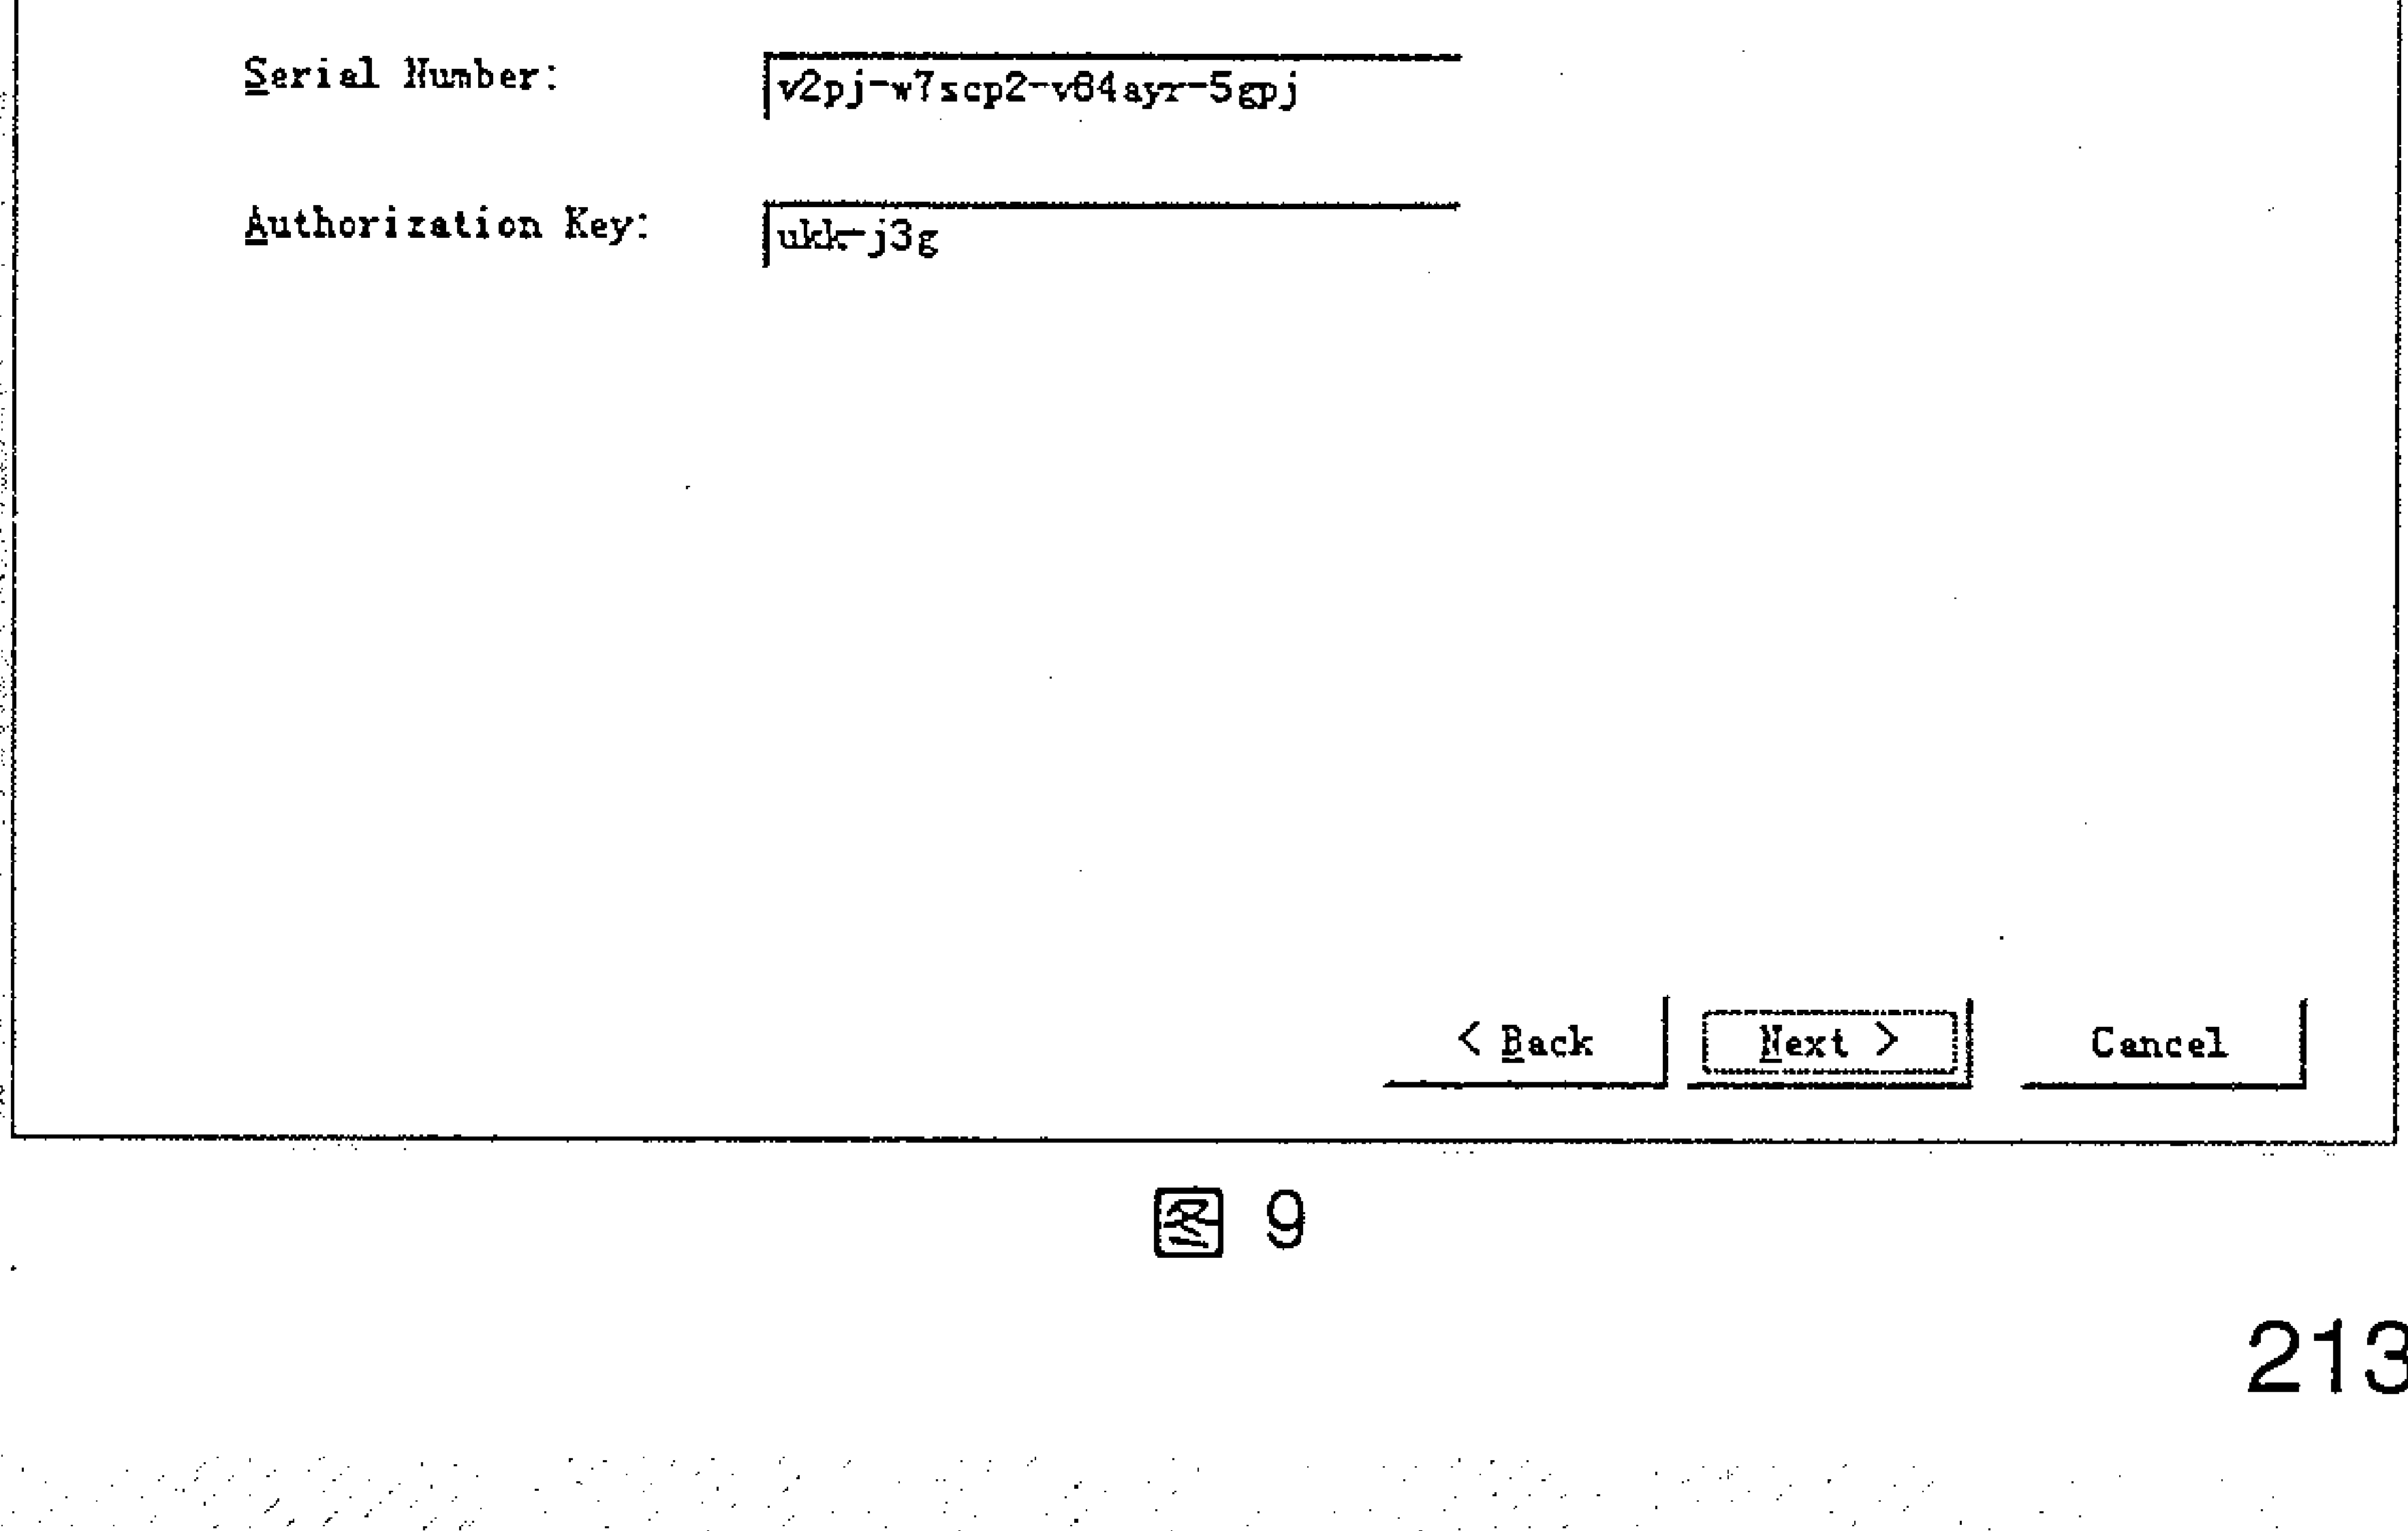 Serial Number: v2pj-w7scp2-v84ayr-5gpj
Authorization Key: ukk-j3g
< Back Next > Cancel
图 9
213